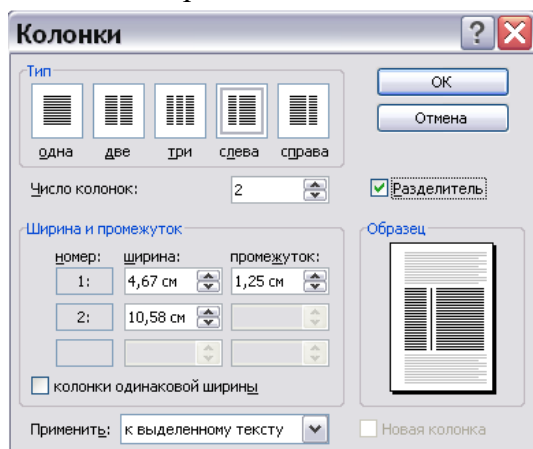 Колонки
Тип
ОК
Отмена
одна две три слева справа
Число колонок: 2
Разделитель
Ширина и промежуток
Образец
номер: ширина: промежуток:
1: 4,67 см 1,25 см
2: 10,58 см
колонки одинаковой ширины
Применить: к выделенному тексту
Новая колонка